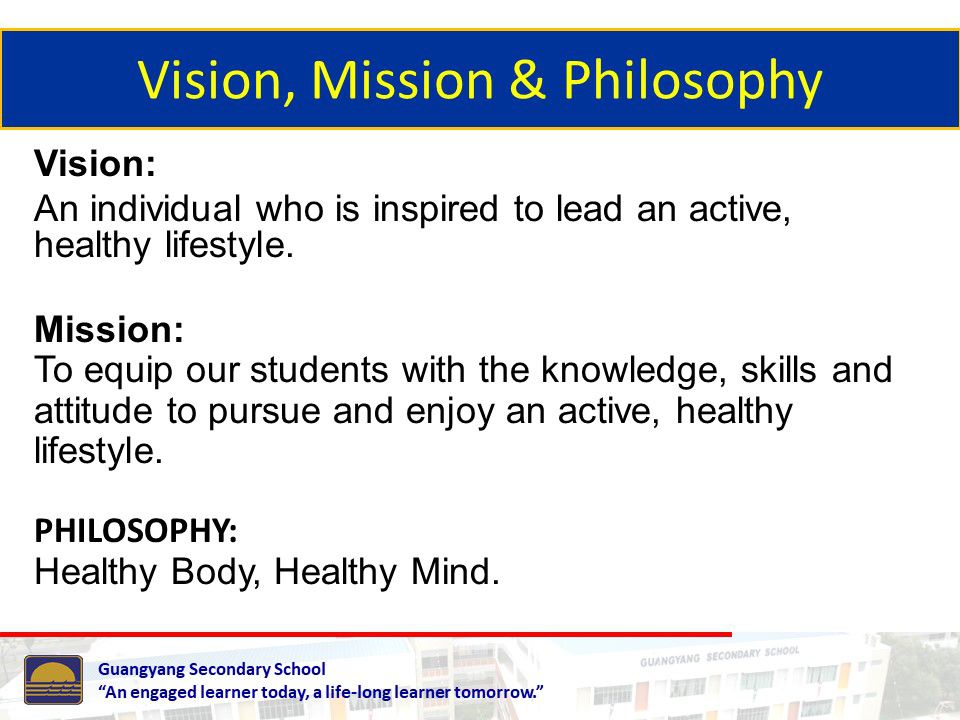 Vision, Mission & Philosophy
Vision:
An individual who is inspired to lead an active,
healthy lifestyle.
Mission:
To equip our students with the knowledge, skills and
attitude to pursue and enjoy an active, healthy
lifestyle.
PHILOSOPHY:
Healthy Body, Healthy Mind.
Guangyang Secondary School
“An engaged learner today, a life-long learner tomorrow.”
GUANGYANG SECONDARY SCHOOL